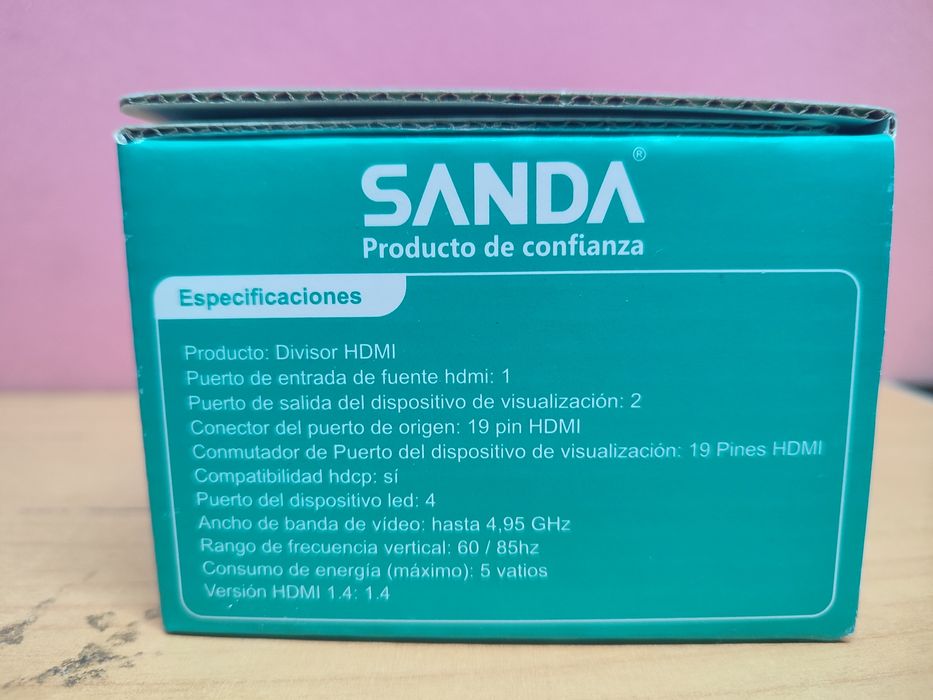 SANDA®
Producto de confianza
Especificaciones
Producto: Divisor HDMI
Puerto de entrada de fuente hdmi: 1
Puerto de salida del dispositivo de visualización: 2
Conector del puerto de origen: 19 pin HDMI
Conmutador de Puerto del dispositivo de visualización: 19 Pines HDMI
Compatibilidad hdcp: sí
Puerto del dispositivo led: 4
Ancho de banda de vídeo: hasta 4,95 GHz
Rango de frecuencia vertical: 60 / 85hz
Consumo de energía (máximo): 5 vatios
Versión HDMI 1.4: 1.4